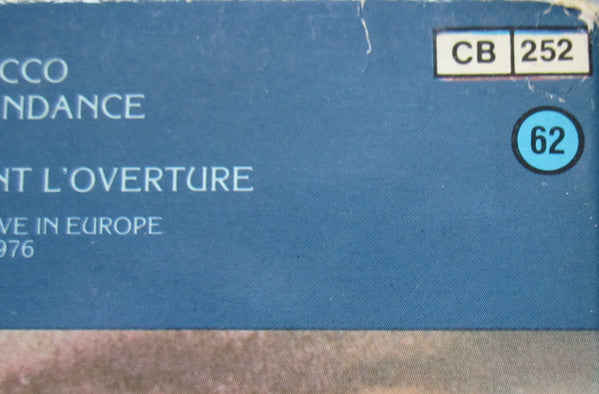 CB 252
CCO
NDANCE
62
NT L'OVERTURE
VE IN EUROPE
976